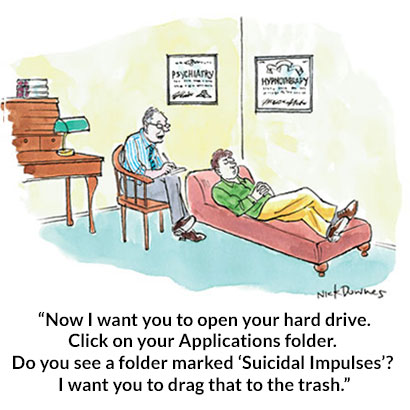 PSYCHIATRY
HYPNOTHERAPY
Nick Downes
“Now I want you to open your hard drive.
Click on your Applications folder.
Do you see a folder marked ‘Suicidal Impulses’?
I want you to drag that to the trash.”